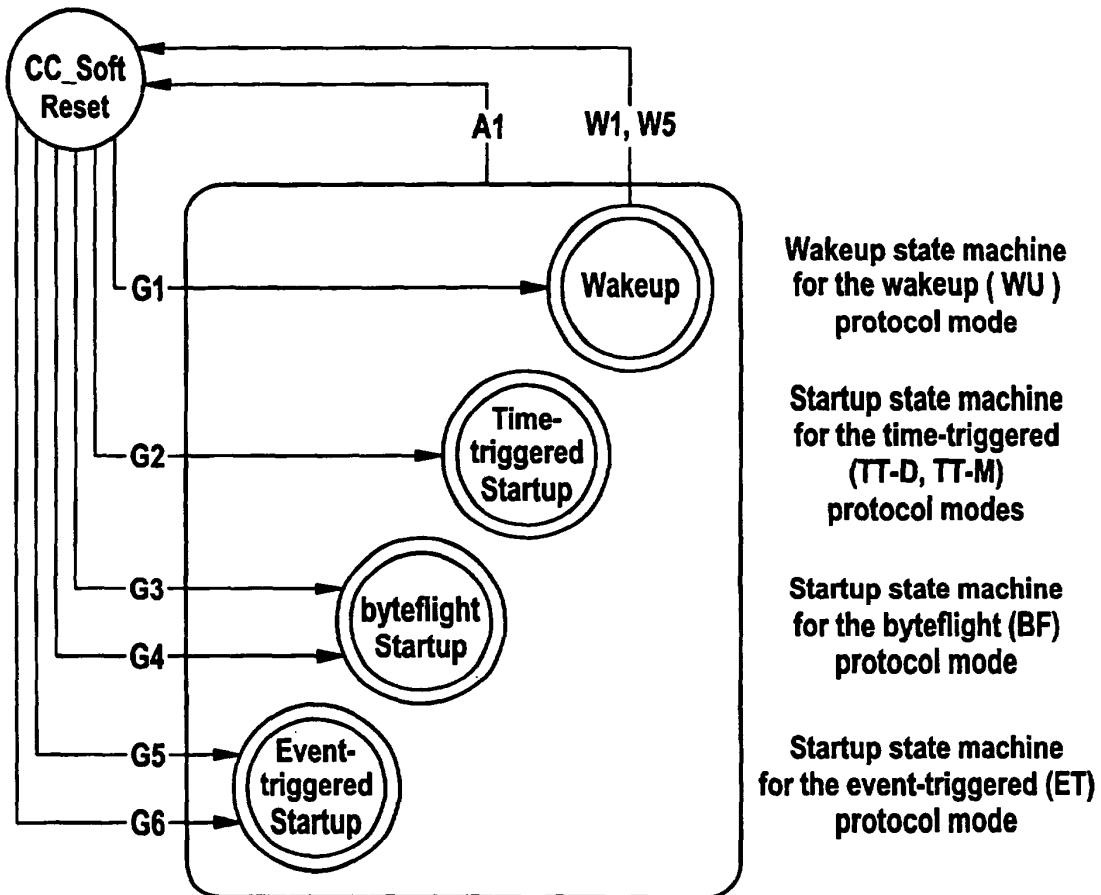 CC_Soft
Reset
A1
W1, W5
G1
Wakeup
Wakeup state machine
for the wakeup ( WU )
protocol mode
G2
Time-
triggered
Startup
Startup state machine
for the time-triggered
(TT-D, TT-M)
protocol modes
G3
G4
byteflight
Startup
Startup state machine
for the byteflight (BF)
protocol mode
G5
G6
Event-
triggered
Startup
Startup state machine
for the event-triggered (ET)
protocol mode